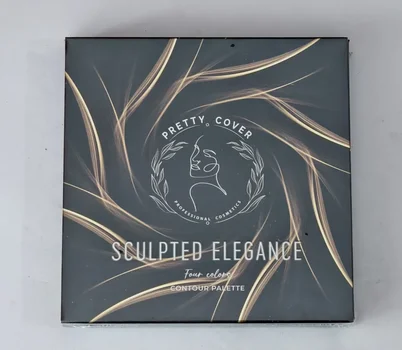 PRETTY COVER
PROFESSIONAL COSMETICS
SCULPTED ELEGANCE
Four colors
CONTOUR PALETTE